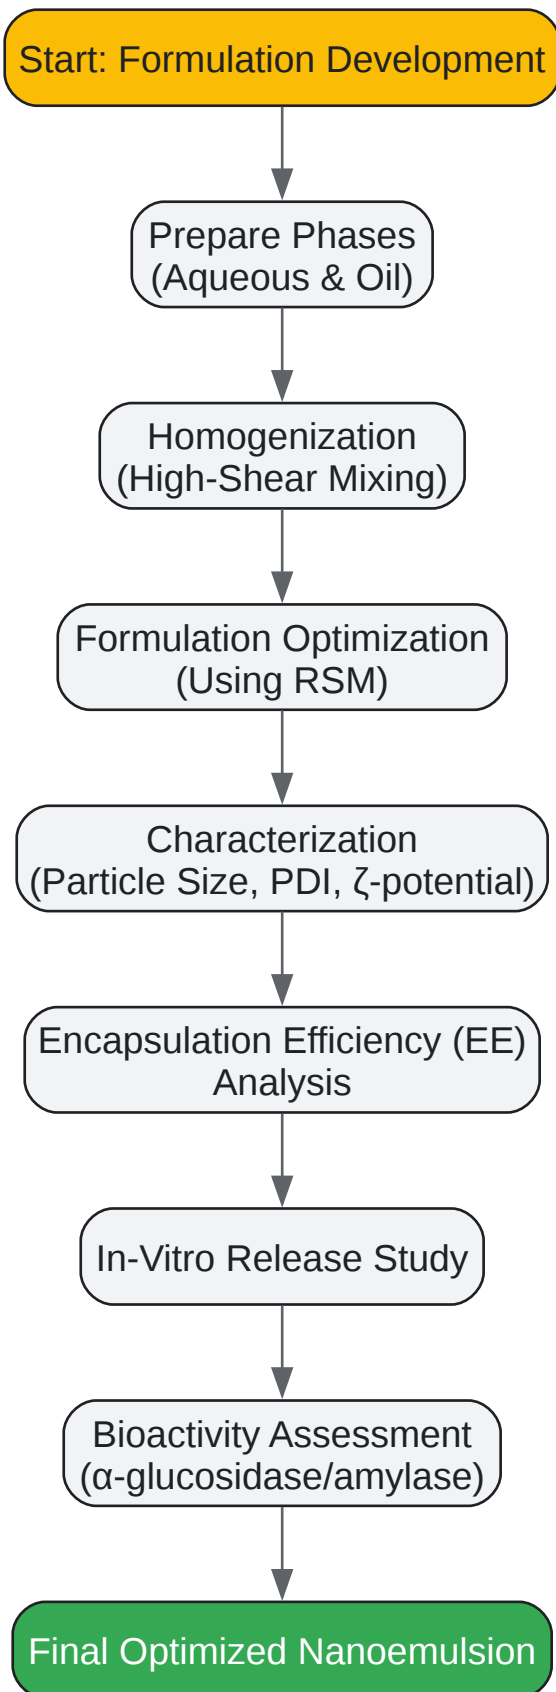 Start: Formulation Development
Prepare Phases
(Aqueous & Oil)
Homogenization
(High-Shear Mixing)
Formulation Optimization
(Using RSM)
Characterization
(Particle Size, PDI, ζ-potential)
Encapsulation Efficiency (EE)
Analysis
In-Vitro Release Study
Bioactivity Assessment
(α-glucosidase/amylase)
Final Optimized Nanoemulsion